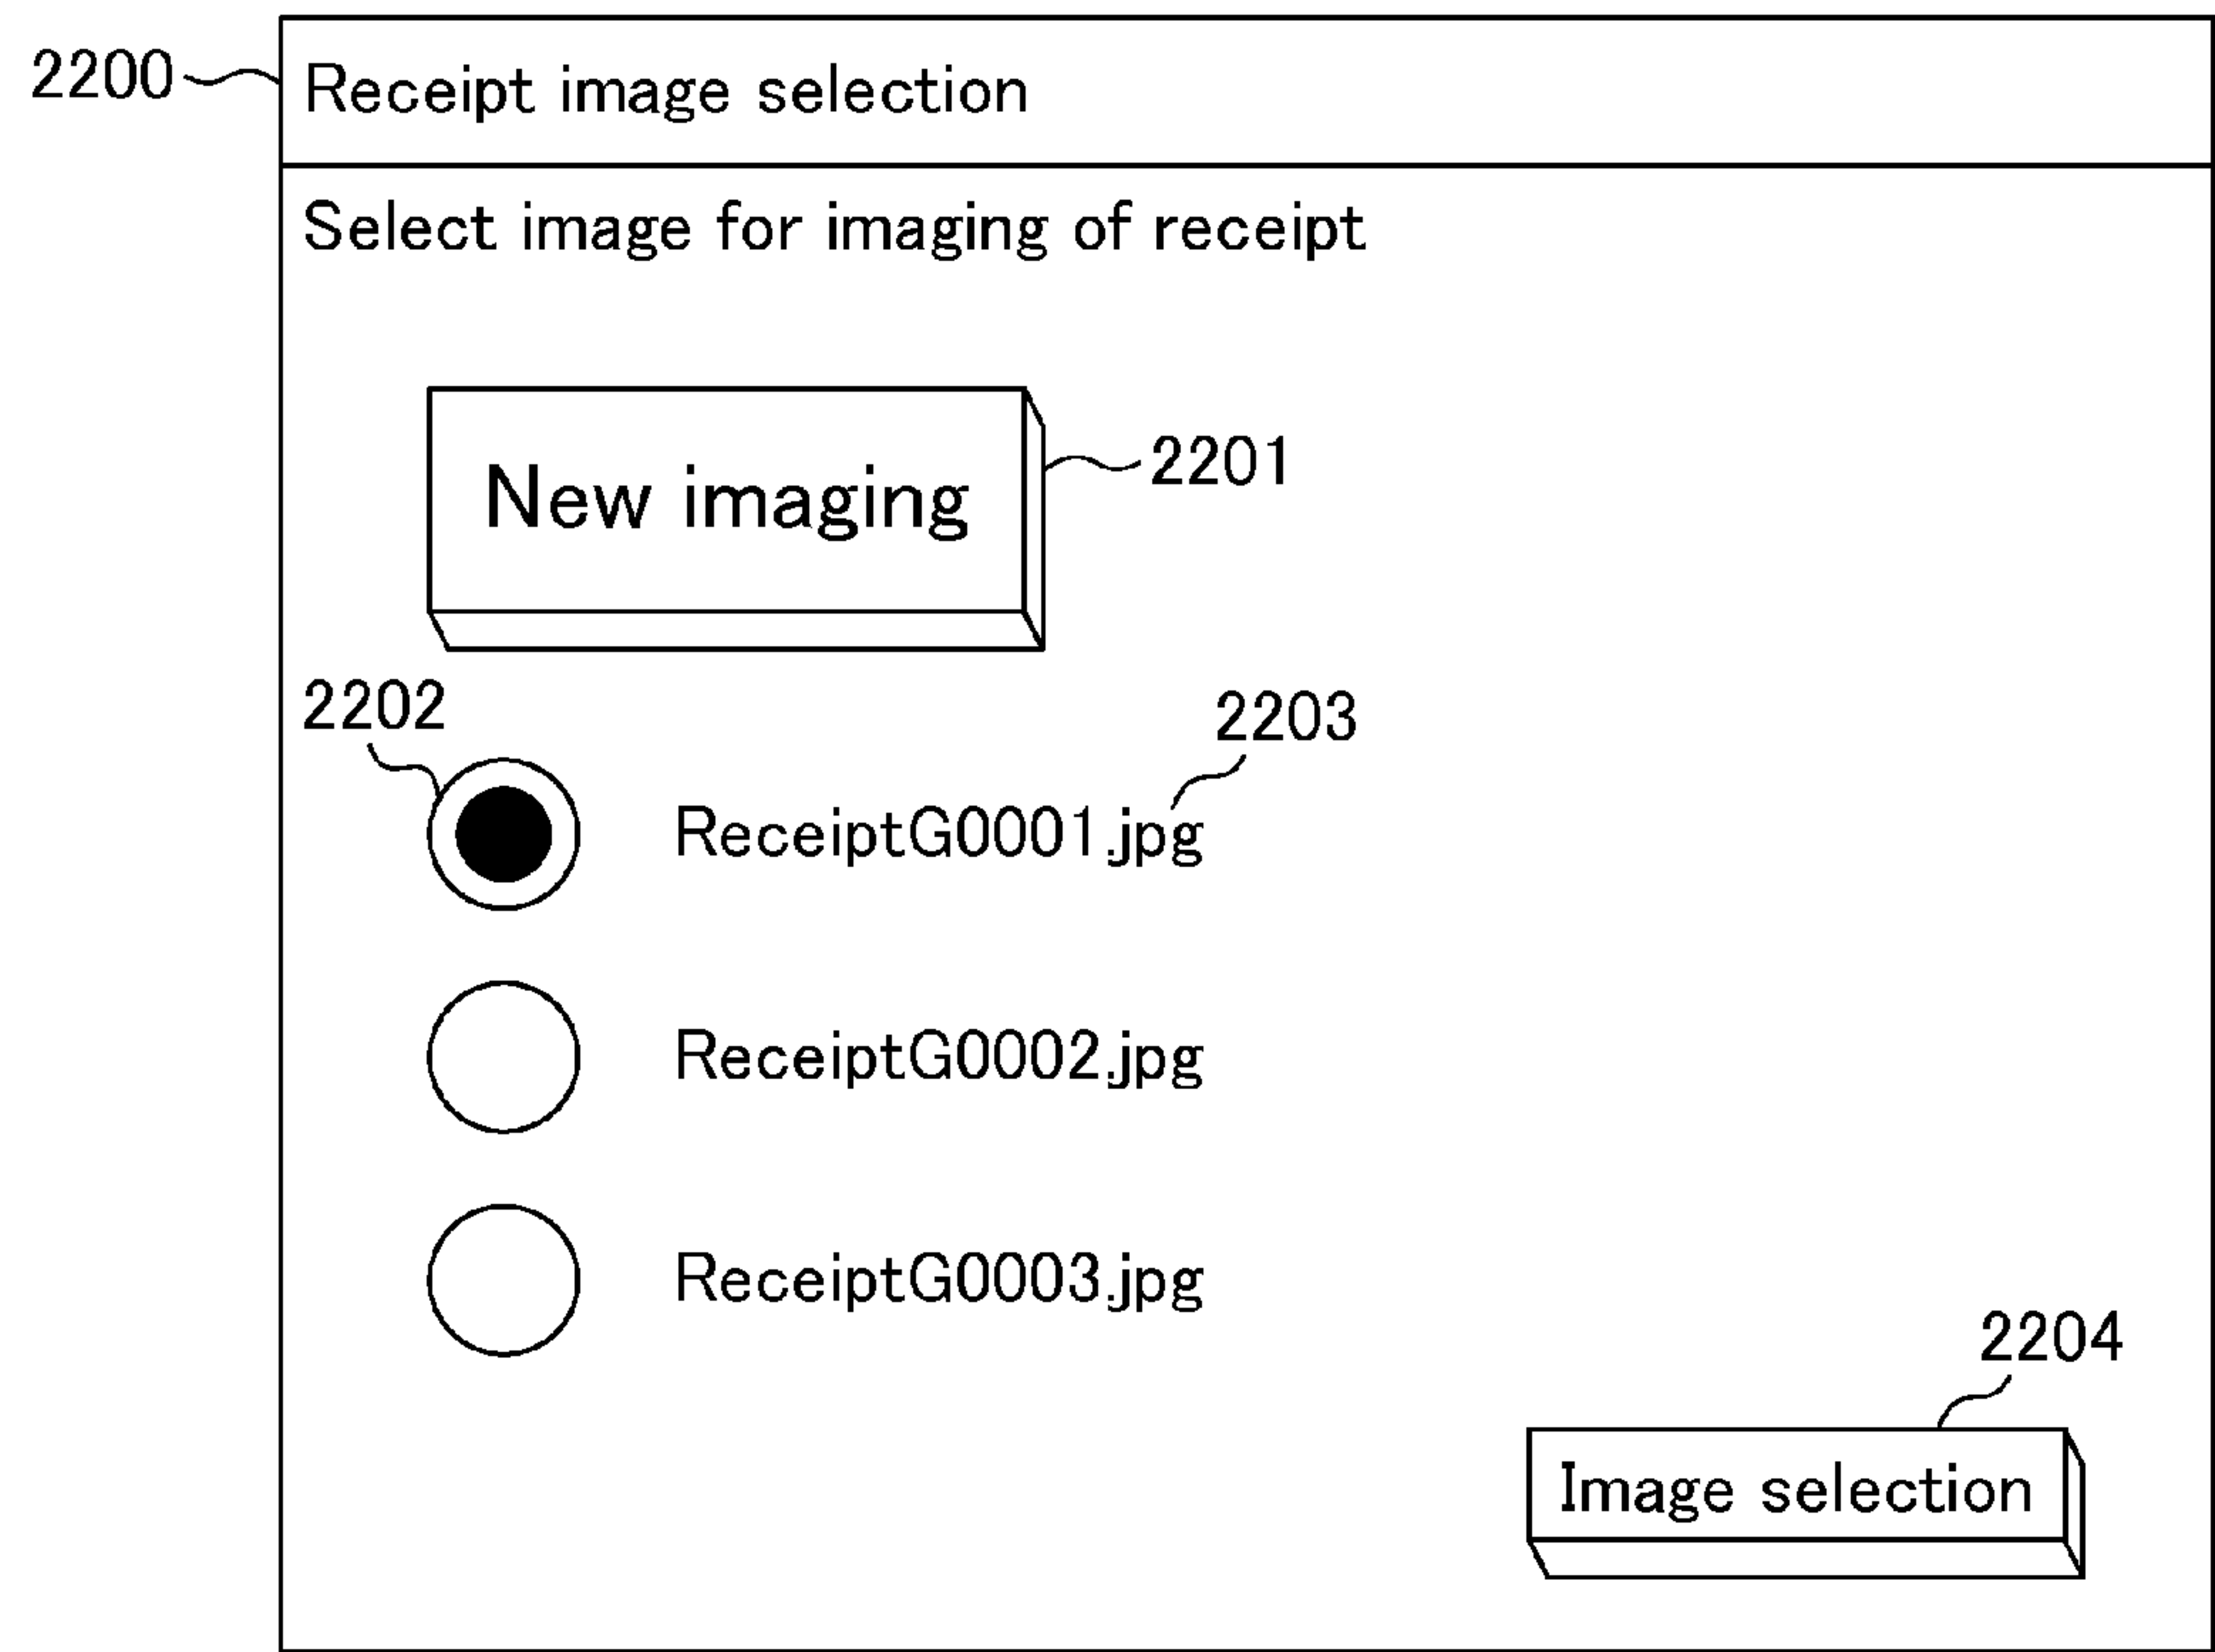 2200
Receipt image selection
Select image for imaging of receipt
New imaging
2201
2202
2203
ReceiptG0001.jpg
ReceiptG0002.jpg
ReceiptG0003.jpg
2204
Image selection